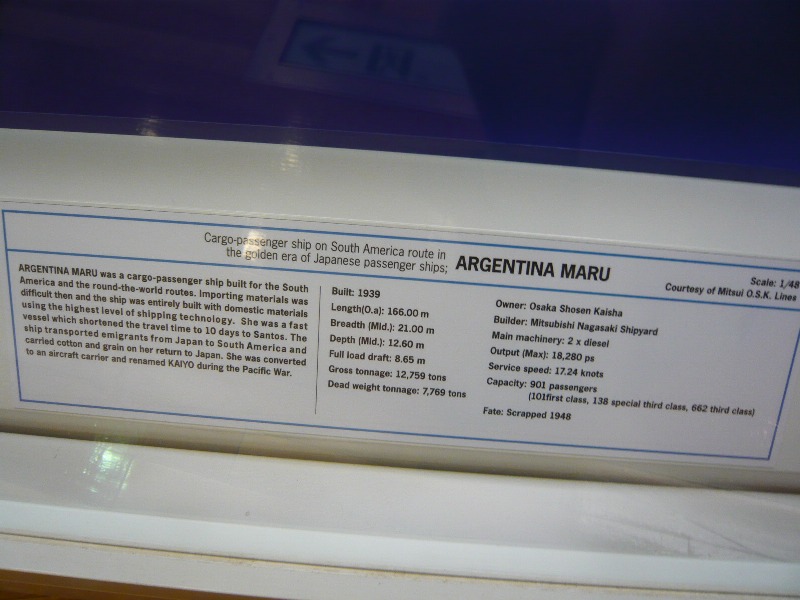 Cargo-passenger ship on South America route in
the golden era of Japanese passenger ships; ARGENTINA MARU
Scale: 1/48
Courtesy of Mitsui O.S.K. Lines
ARGENTINA MARU was a cargo-passenger ship built for the South
America and the round-the-world routes. Importing materials was
difficult then and the ship was entirely built with domestic materials
using the highest level of shipping technology. She was a fast
vessel which shortened the travel time to 10 days to Santos. The
ship transported emigrants from Japan to South America and
carried cotton and grain on her return to Japan. She was converted
to an aircraft carrier and renamed KAIYO during the Pacific War.
Built: 1939
Length(O.a): 166.00 m
Breadth (Mld.): 21.00 m
Depth (Mld.): 12.60 m
Full load draft: 8.65 m
Gross tonnage: 12,759 tons
Dead weight tonnage: 7,769 tons
Owner: Osaka Shosen Kaisha
Builder: Mitsubishi Nagasaki Shipyard
Main machinery: 2 x diesel
Output (Max): 18,280 ps
Service speed: 17.24 knots
Capacity: 901 passengers
(101first class, 138 special third class, 662 third class)
Fate: Scrapped 1948